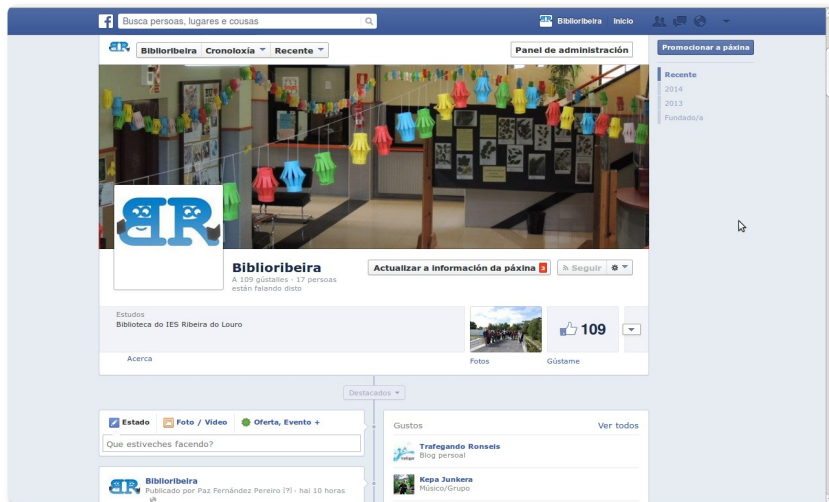 Busca persoas, lugares e cousas
Biblioribeira Inicio
Biblioribeira Cronoloxía Recente
Panel de administración
Promocionar a páxina
Recente
2014
2013
Fundado/a
BR
Biblioribeira
A 109 gústalles · 17 persoas
están falando disto
Actualizar a información da páxina 3
Seguir
Estudos
Biblioteca do IES Ribeira do Louro
109
Acerca
Fotos
Gústame
Destacados
Estado Foto / Vídeo Oferta, Evento +
Que estiveches facendo?
Biblioribeira
Publicado por Paz Fernández Pereiro [?] · hai 10 horas
Gustos Ver todos
Trafegando Ronseis
Blog persoal
Kepa Junkera
Músico/Grupo